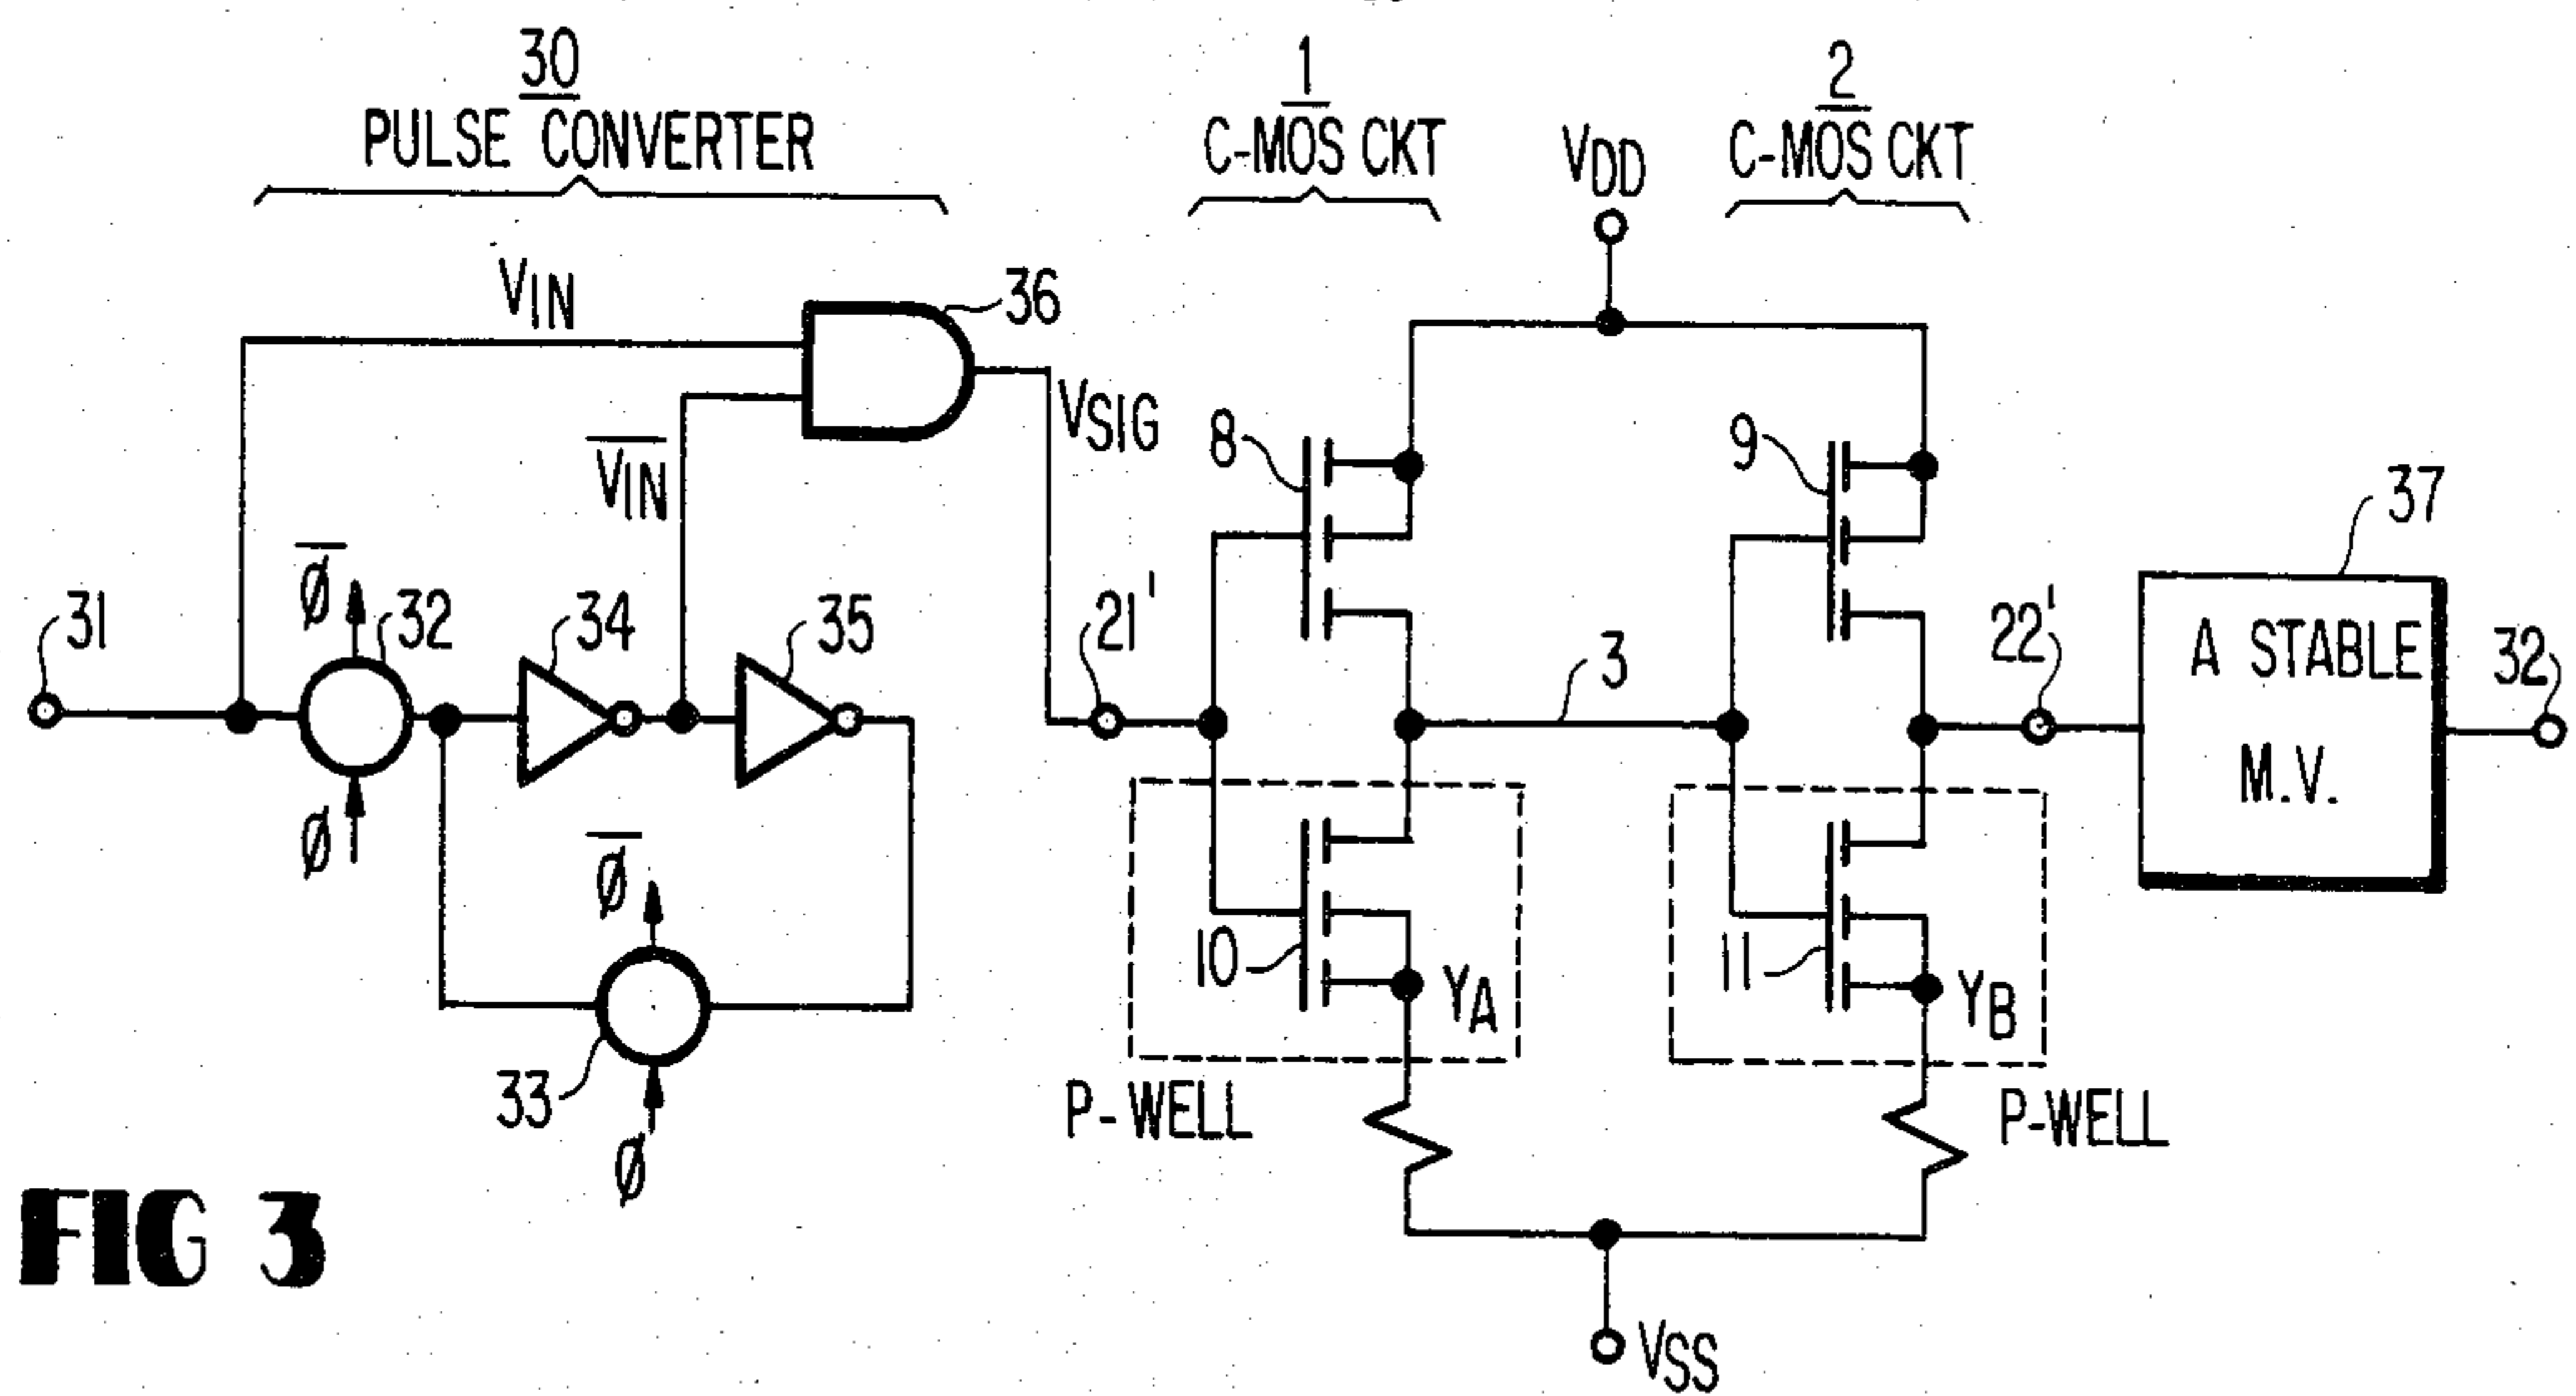 30
PULSE CONVERTER
1
C-MOS CKT
2
C-MOS CKT
VDD
VIN
36
VSIG
V̅I̅N̅
8
9
37
31
ϕ̅
32
34
35
21'
3
22'
A STABLE
M.V.
32
ϕ
ϕ̅
10
YA
11
YB
33
ϕ
P-WELL
P-WELL
FIG 3
VSS